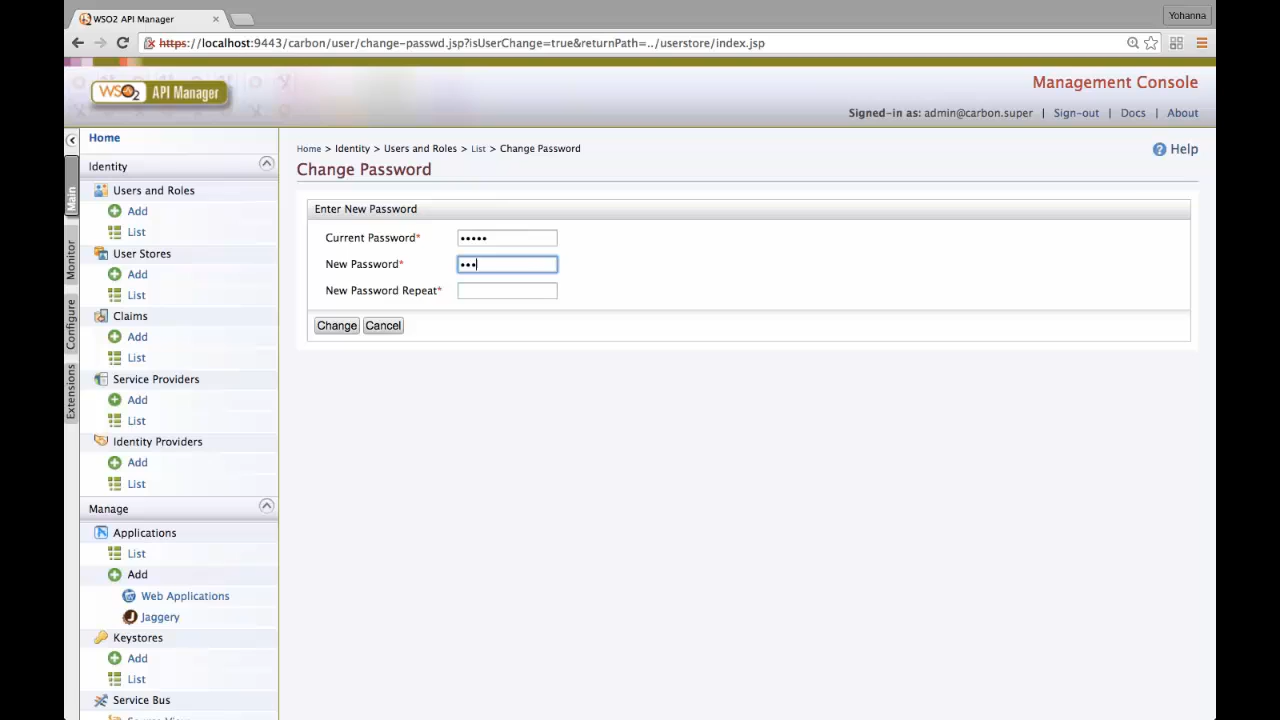 WSO2 API Manager
Yohanna
https://localhost:9443/carbon/user/change-passwd.jsp?isUserChange=true&returnPath=../userstore/index.jsp
WSO2 API Manager
Management Console
Signed-in as: admin@carbon.super | Sign-out | Docs | About
Main
Monitor
Configure
Extensions
Home
Identity
Users and Roles
Add
List
User Stores
Add
List
Claims
Add
List
Service Providers
Add
List
Identity Providers
Add
List
Manage
Applications
List
Add
Web Applications
Jaggery
Keystores
Add
List
Service Bus
Home > Identity > Users and Roles > List > Change Password
Help
Change Password
Enter New Password
Current Password*
New Password*
New Password Repeat*
Change Cancel